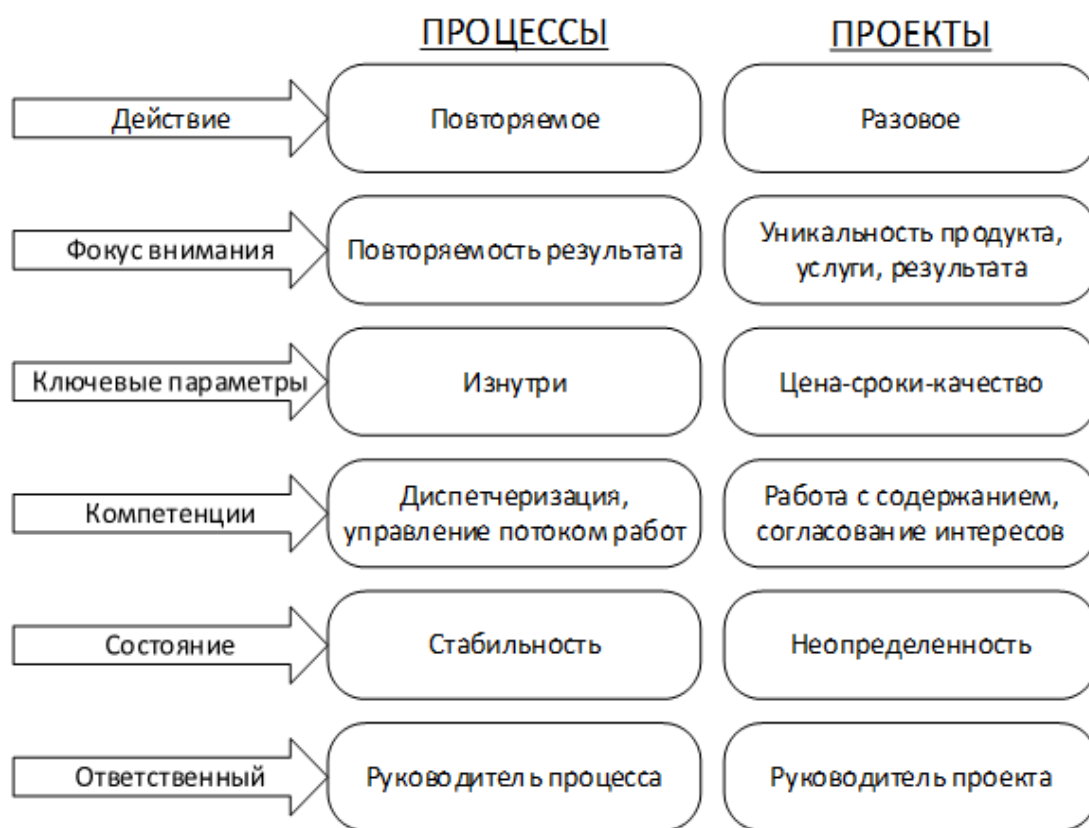 ПРОЦЕССЫ ПРОЕКТЫ
Действие Повторяемое Разовое
Фокус внимания Повторяемость результата Уникальность продукта,
услуги, результата
Ключевые параметры Изнутри Цена-сроки-качество
Компетенции Диспетчеризация,
управление потоком работ Работа с содержанием,
согласование интересов
Состояние Стабильность Неопределенность
Ответственный Руководитель процесса Руководитель проекта